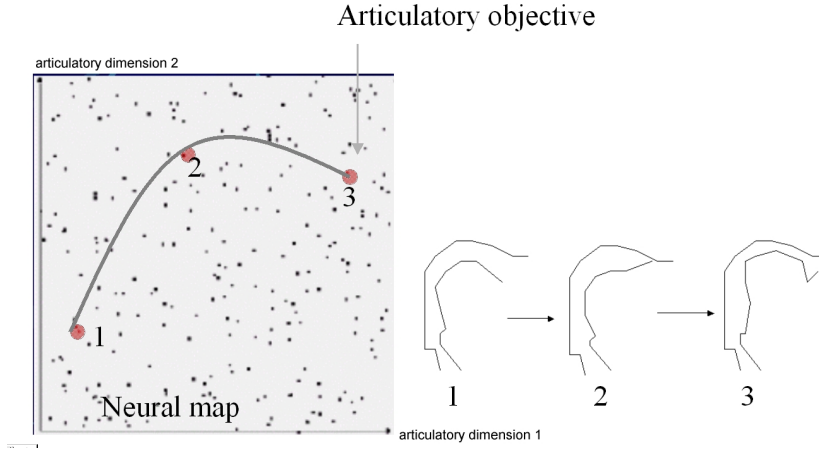 Articulatory objective
articulatory dimension 2
2
3
1
Neural map
1
2
3
articulatory dimension 1